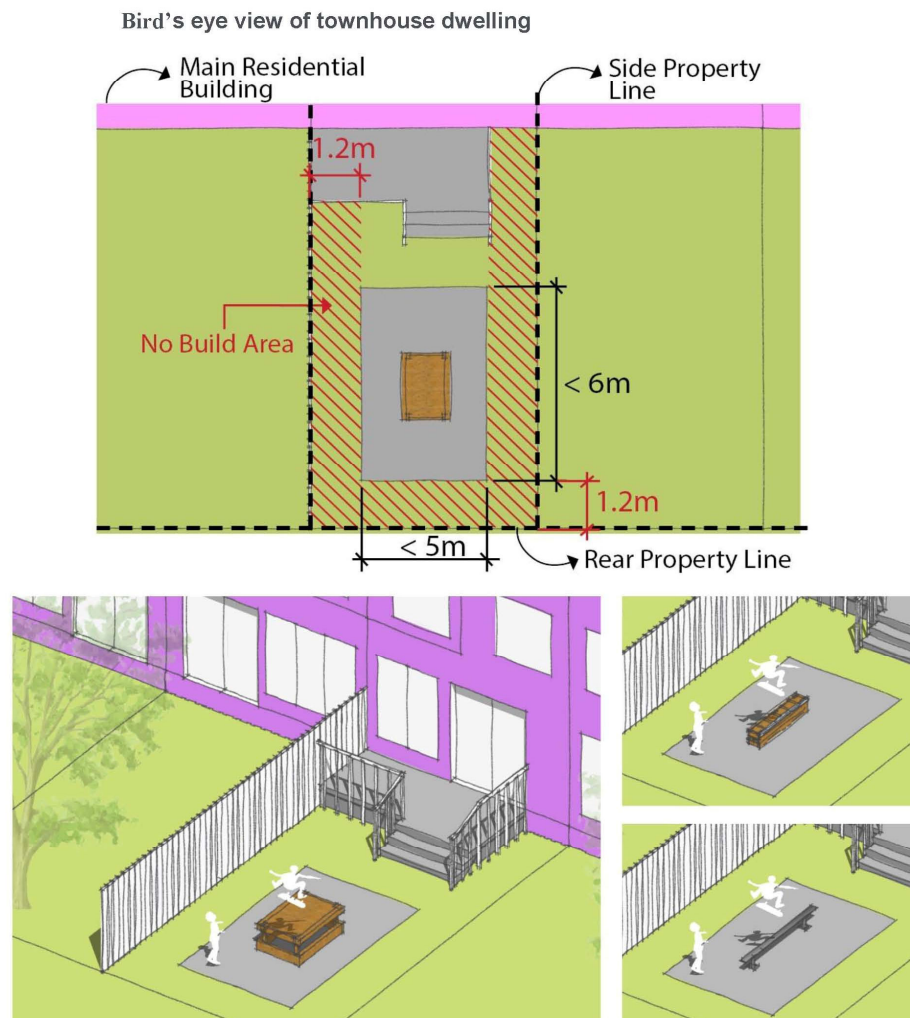 Bird's eye view of townhouse dwelling
Main Residential
Building
Side Property
Line
1.2m
No Build Area
< 6m
1.2m
< 5m
Rear Property Line